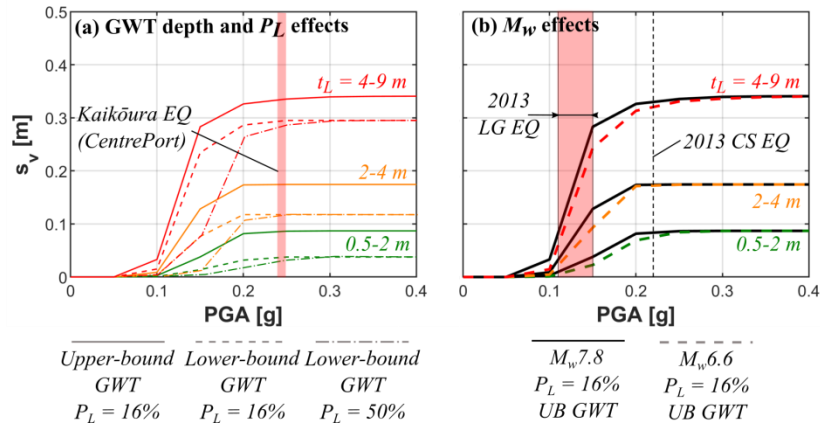 (a) GWT depth and P_L effects
0.5
0.4
0.3
0.2
0.1
0
s_v [m]
t_L = 4-9 m
Kaikōura EQ
(CentrePort)
2-4 m
0.5-2 m
0
0.1
0.2
0.3
0.4
PGA [g]
Upper-bound
GWT
P_L = 16%
Lower-bound
GWT
P_L = 16%
Lower-bound
GWT
P_L = 50%
(b) M_w effects
t_L = 4-9 m
2013
LG EQ
2013 CS EQ
2-4 m
0.5-2 m
0
0.1
0.2
0.3
0.4
PGA [g]
M_w7.8
P_L = 16%
UB GWT
M_w6.6
P_L = 16%
UB GWT